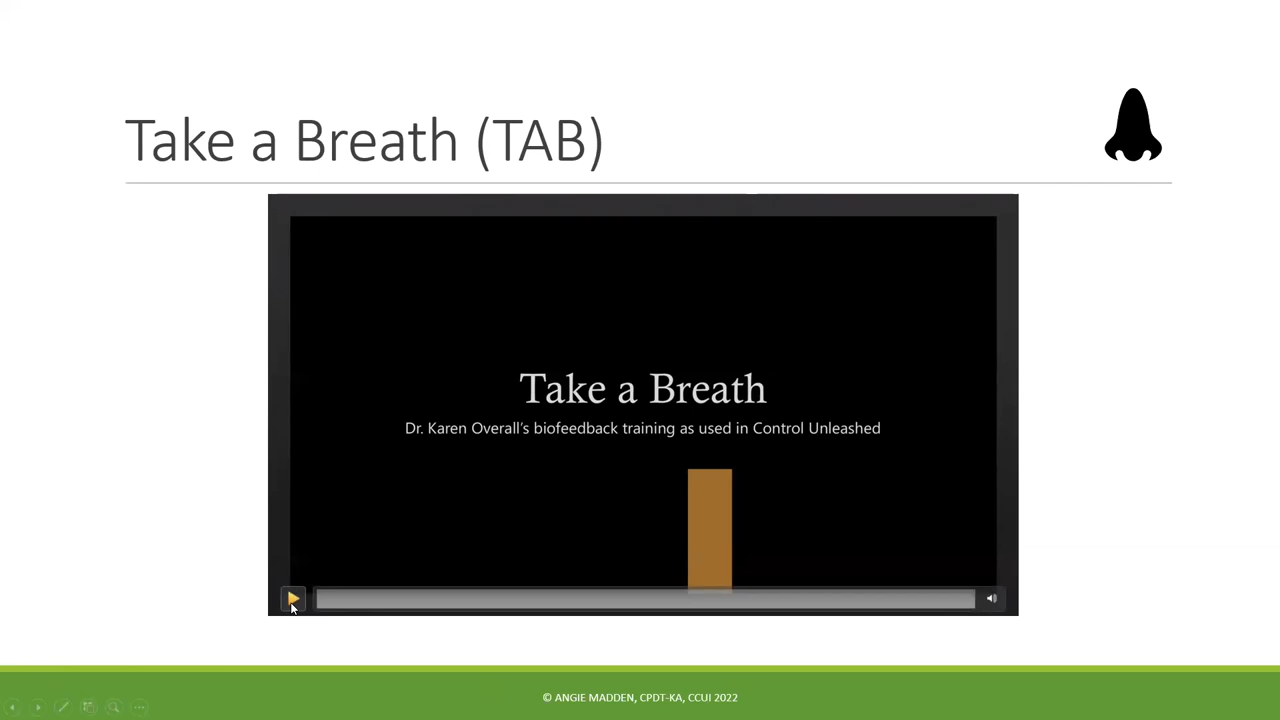 Take a Breath (TAB)
Take a Breath
Dr. Karen Overall's biofeedback training as used in Control Unleashed
© ANGIE MADDEN, CPDT-KA, CCUI 2022